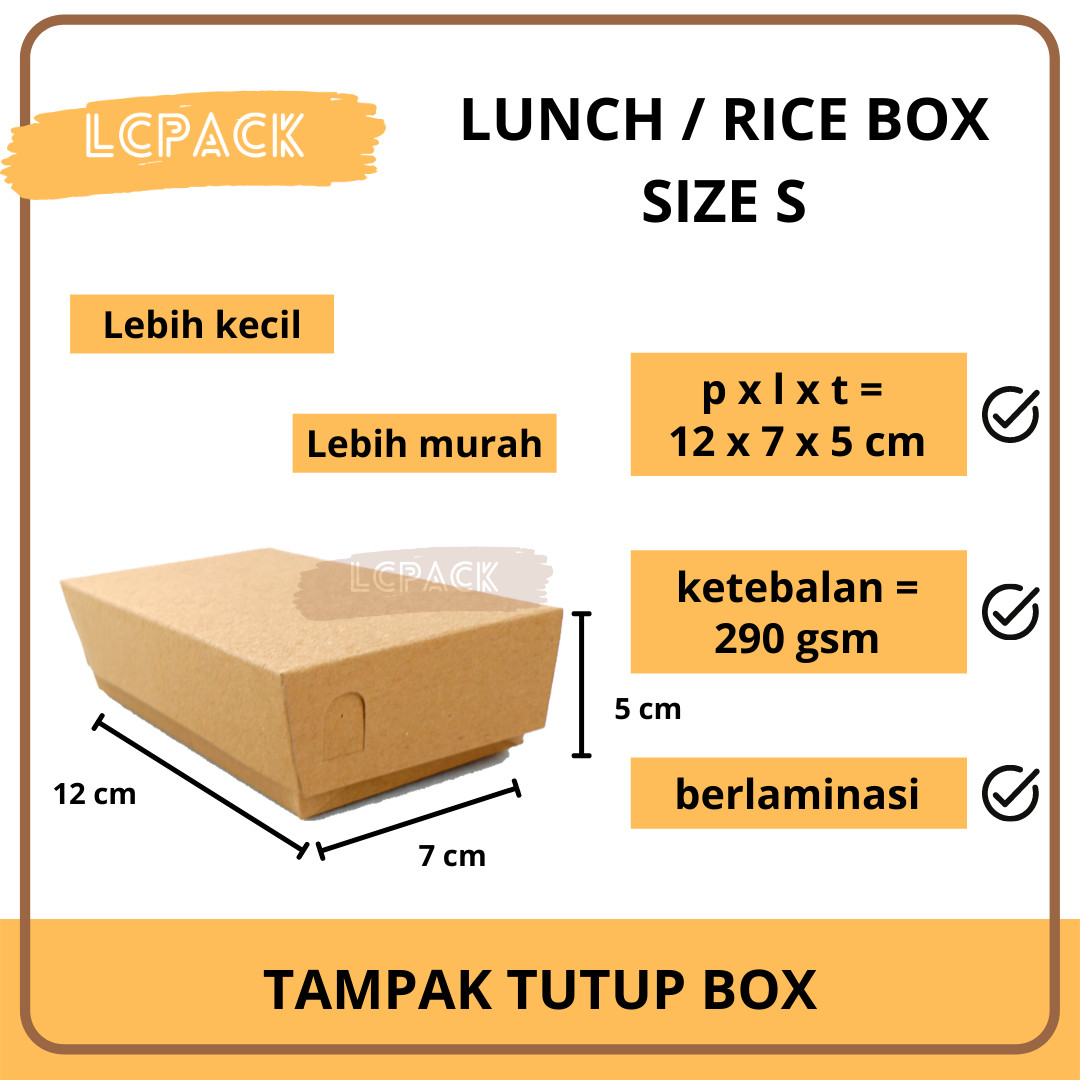 LCPACK
LUNCH / RICE BOX
SIZE S
Lebih kecil
Lebih murah
p x l x t =
12 x 7 x 5 cm
LCPACK
ketebalan =
290 gsm
5 cm
12 cm
7 cm
berlaminasi
TAMPAK TUTUP BOX